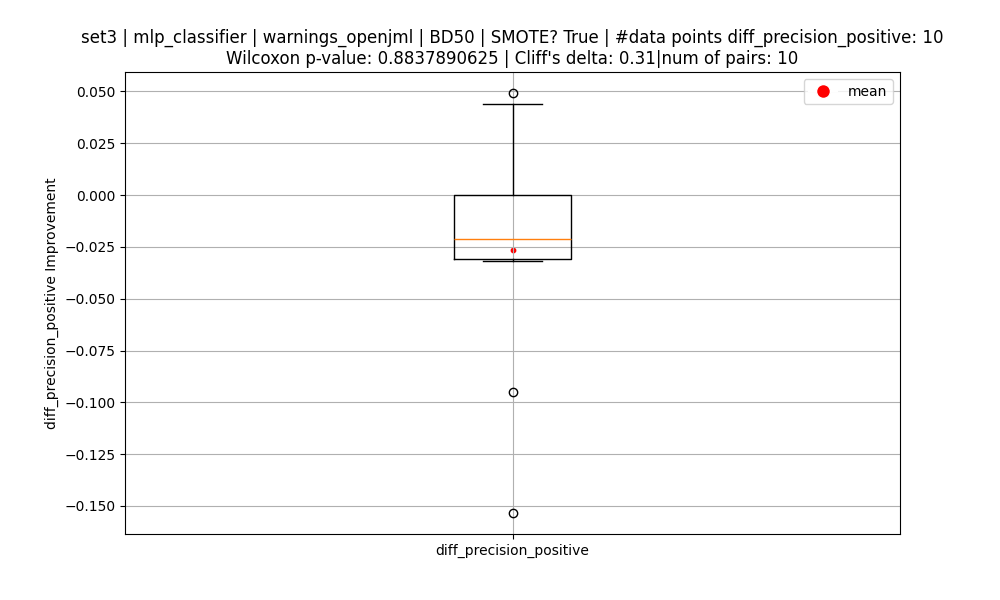 set3 | mlp_classifier | warnings_openjml | BD50 | SMOTE? True | #data points diff_precision_positive: 10
Wilcoxon p-value: 0.8837890625 | Cliff's delta: 0.31|num of pairs: 10
mean
0.050
0.025
0.000
−0.025
−0.050
−0.075
−0.100
−0.125
−0.150
diff_precision_positive Improvement
diff_precision_positive